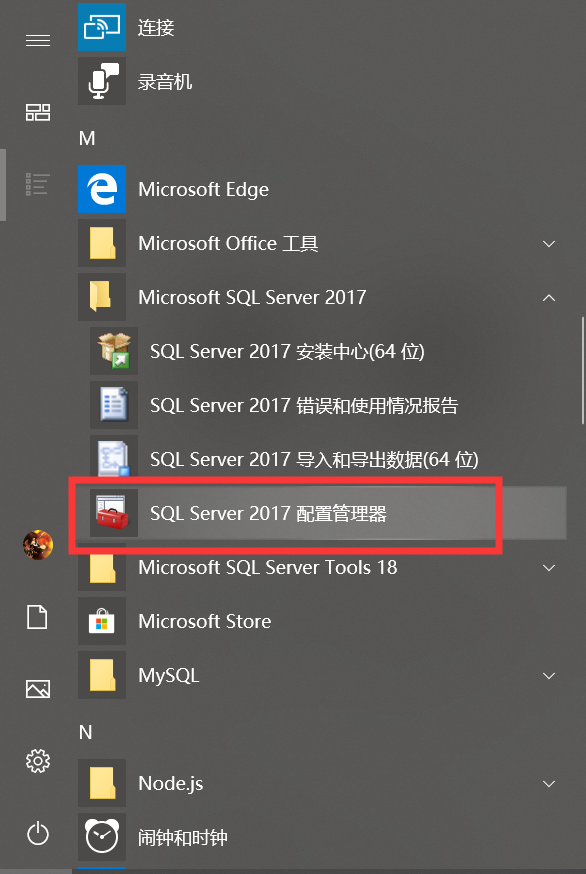 连接
录音机
M
Microsoft Edge
Microsoft Office 工具
Microsoft SQL Server 2017
SQL Server 2017 安装中心(64 位)
SQL Server 2017 错误和使用情况报告
SQL Server 2017 导入和导出数据(64 位)
SQL Server 2017 配置管理器
Microsoft SQL Server Tools 18
Microsoft Store
MySQL
N
Node.js
闹钟和时钟